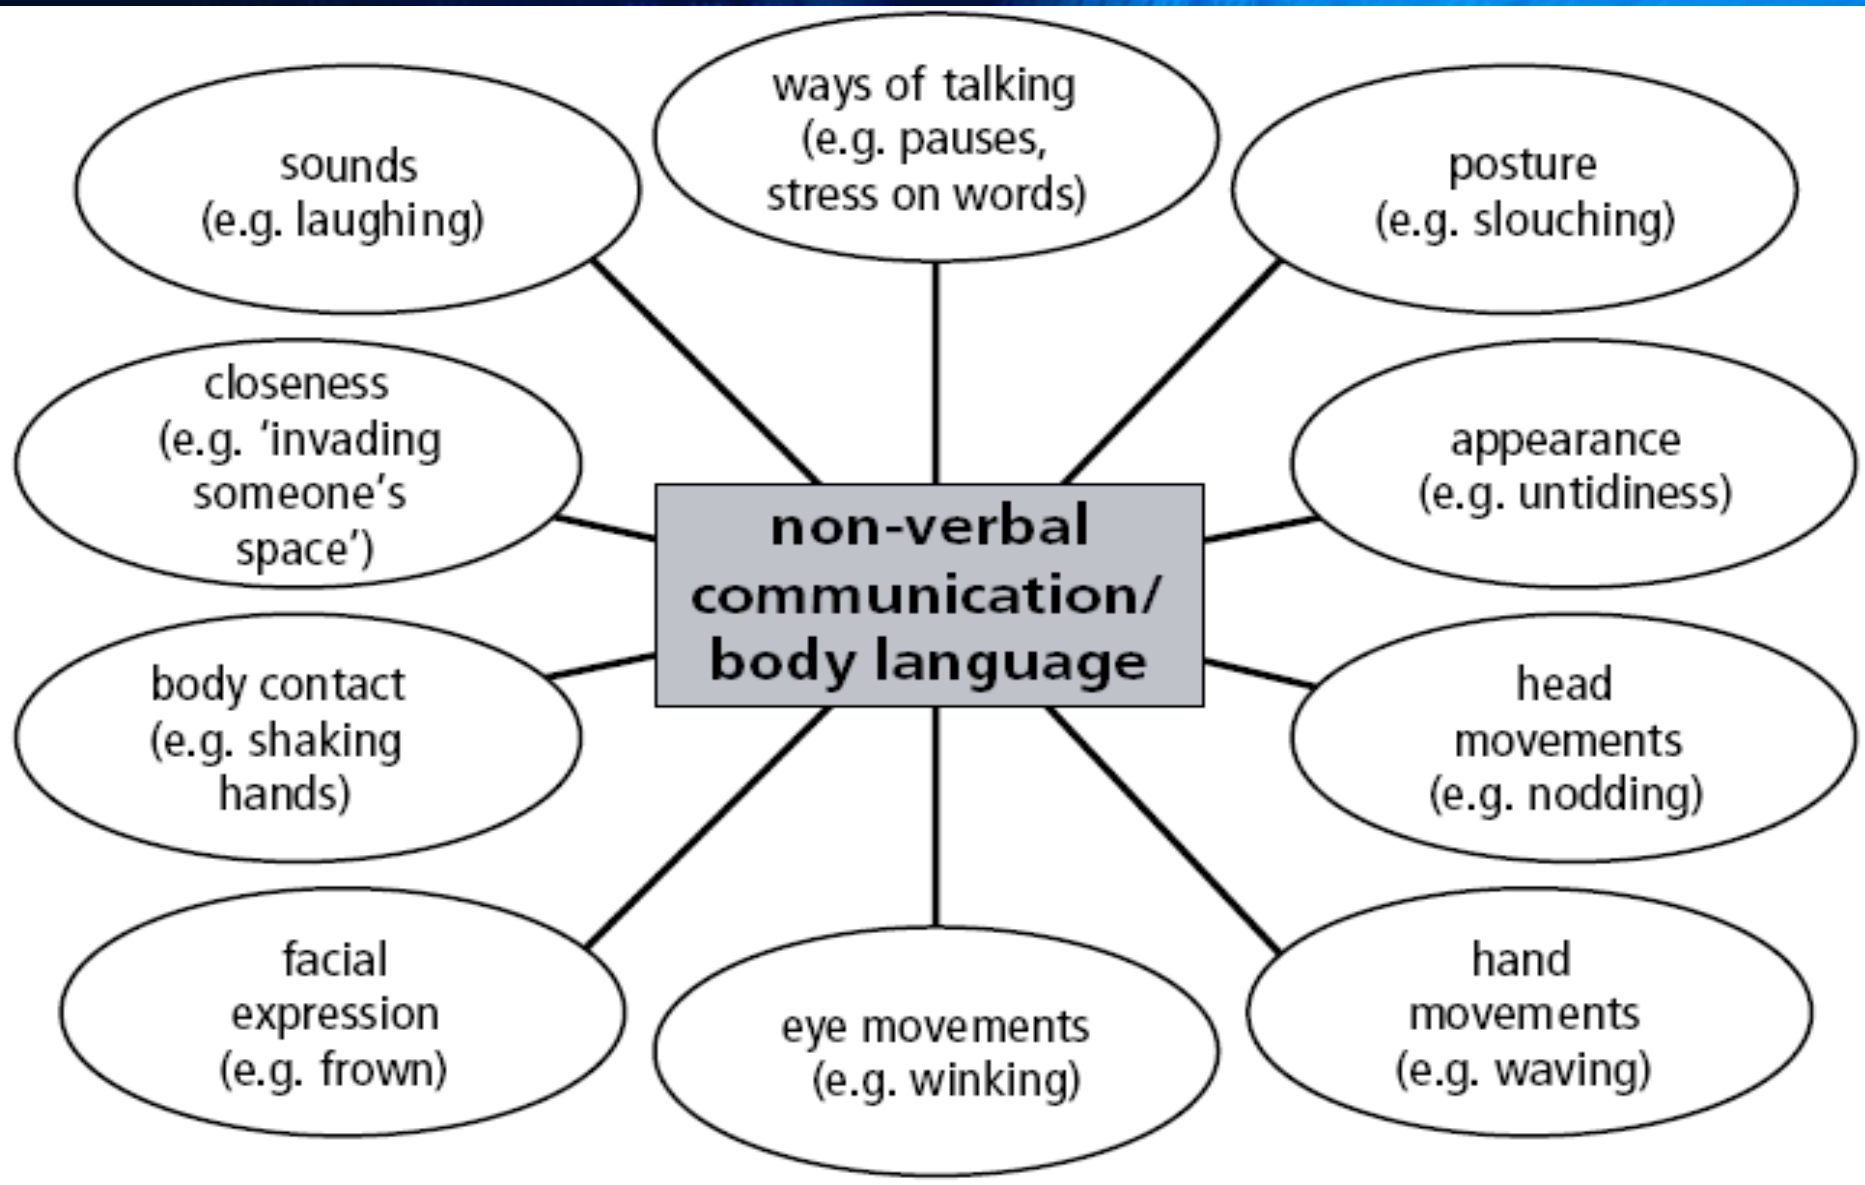 ways of talking
(e.g. pauses,
stress on words)
sounds
(e.g. laughing)
posture
(e.g. slouching)
closeness
(e.g. ‘invading
someone’s
space’)
appearance
(e.g. untidiness)
non-verbal
communication/
body language
body contact
(e.g. shaking
hands)
head
movements
(e.g. nodding)
facial
expression
(e.g. frown)
eye movements
(e.g. winking)
hand
movements
(e.g. waving)